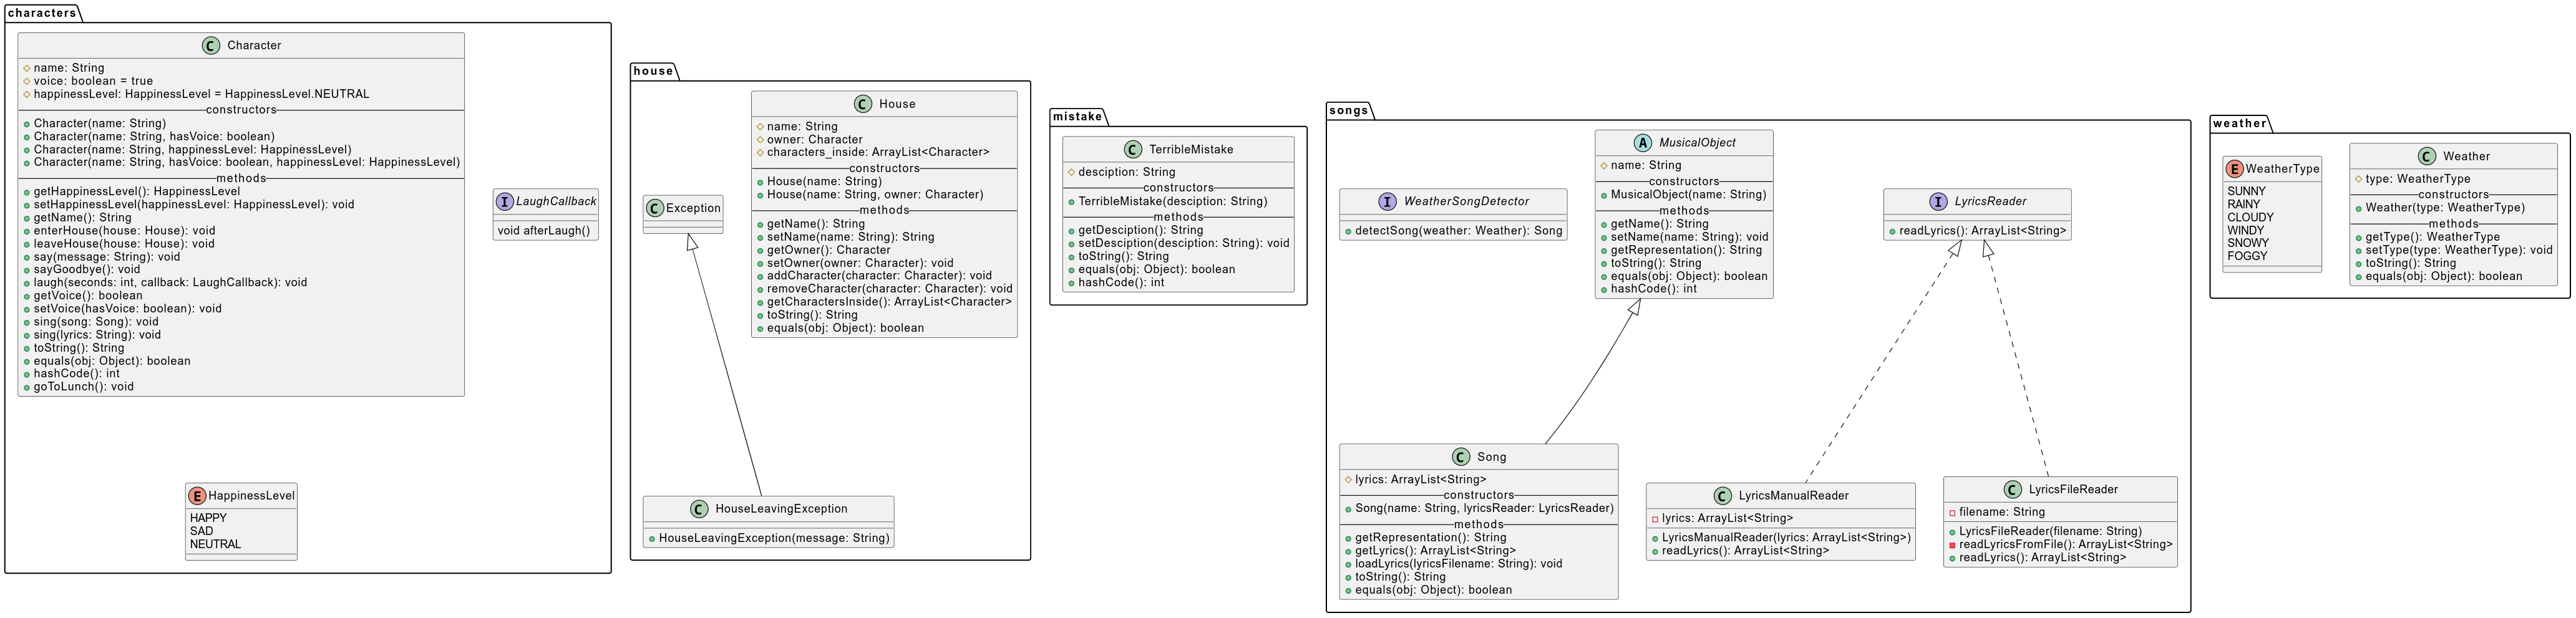 characters
C Character
name: String
voice: boolean = true
happinessLevel: HappinessLevel = HappinessLevel.NEUTRAL
constructors
Character(name: String)
Character(name: String, hasVoice: boolean)
Character(name: String, happinessLevel: HappinessLevel)
Character(name: String, hasVoice: boolean, happinessLevel: HappinessLevel)
methods
getHappinessLevel(): HappinessLevel
setHappinessLevel(happinessLevel: HappinessLevel): void
getName(): String
enterHouse(house: House): void
leaveHouse(house: House): void
say(message: String): void
sayGoodbye(): void
laugh(seconds: int, callback: LaughCallback): void
getVoice(): boolean
setVoice(hasVoice: boolean): void
sing(song: Song): void
sing(lyrics: String): void
toString(): String
equals(obj: Object): boolean
hashCode(): int
goToLunch(): void
I LaughCallback
void afterLaugh()
E HappinessLevel
HAPPY
SAD
NEUTRAL
house
C Exception
C House
name: String
owner: Character
characters_inside: ArrayList<Character>
constructors
House(name: String)
House(name: String, owner: Character)
methods
getName(): String
setName(name: String): String
getOwner(): Character
setOwner(owner: Character): void
addCharacter(character: Character): void
removeCharacter(character: Character): void
getCharactersInside(): ArrayList<Character>
toString(): String
equals(obj: Object): boolean
C HouseLeavingException
HouseLeavingException(message: String)
mistake
C TerribleMistake
desciption: String
constructors
TerribleMistake(desciption: String)
methods
getDesciption(): String
setDesciption(desciption: String): void
toString(): String
equals(obj: Object): boolean
hashCode(): int
songs
I WeatherSongDetector
detectSong(weather: Weather): Song
A MusicalObject
name: String
constructors
MusicalObject(name: String)
methods
getName(): String
setName(name: String): void
getRepresentation(): String
toString(): String
equals(obj: Object): boolean
hashCode(): int
I LyricsReader
readLyrics(): ArrayList<String>
C Song
lyrics: ArrayList<String>
constructors
Song(name: String, lyricsReader: LyricsReader)
methods
getRepresentation(): String
getLyrics(): ArrayList<String>
loadLyrics(lyricsFilename: String): void
toString(): String
equals(obj: Object): boolean
C LyricsManualReader
lyrics: ArrayList<String>
LyricsManualReader(lyrics: ArrayList<String>)
readLyrics(): ArrayList<String>
C LyricsFileReader
filename: String
LyricsFileReader(filename: String)
readLyricsFromFile(): ArrayList<String>
readLyrics(): ArrayList<String>
weather
E WeatherType
SUNNY
RAINY
CLOUDY
WINDY
SNOWY
FOGGY
C Weather
type: WeatherType
constructors
Weather(type: WeatherType)
methods
getType(): WeatherType
setType(type: WeatherType): void
toString(): String
equals(obj: Object): boolean